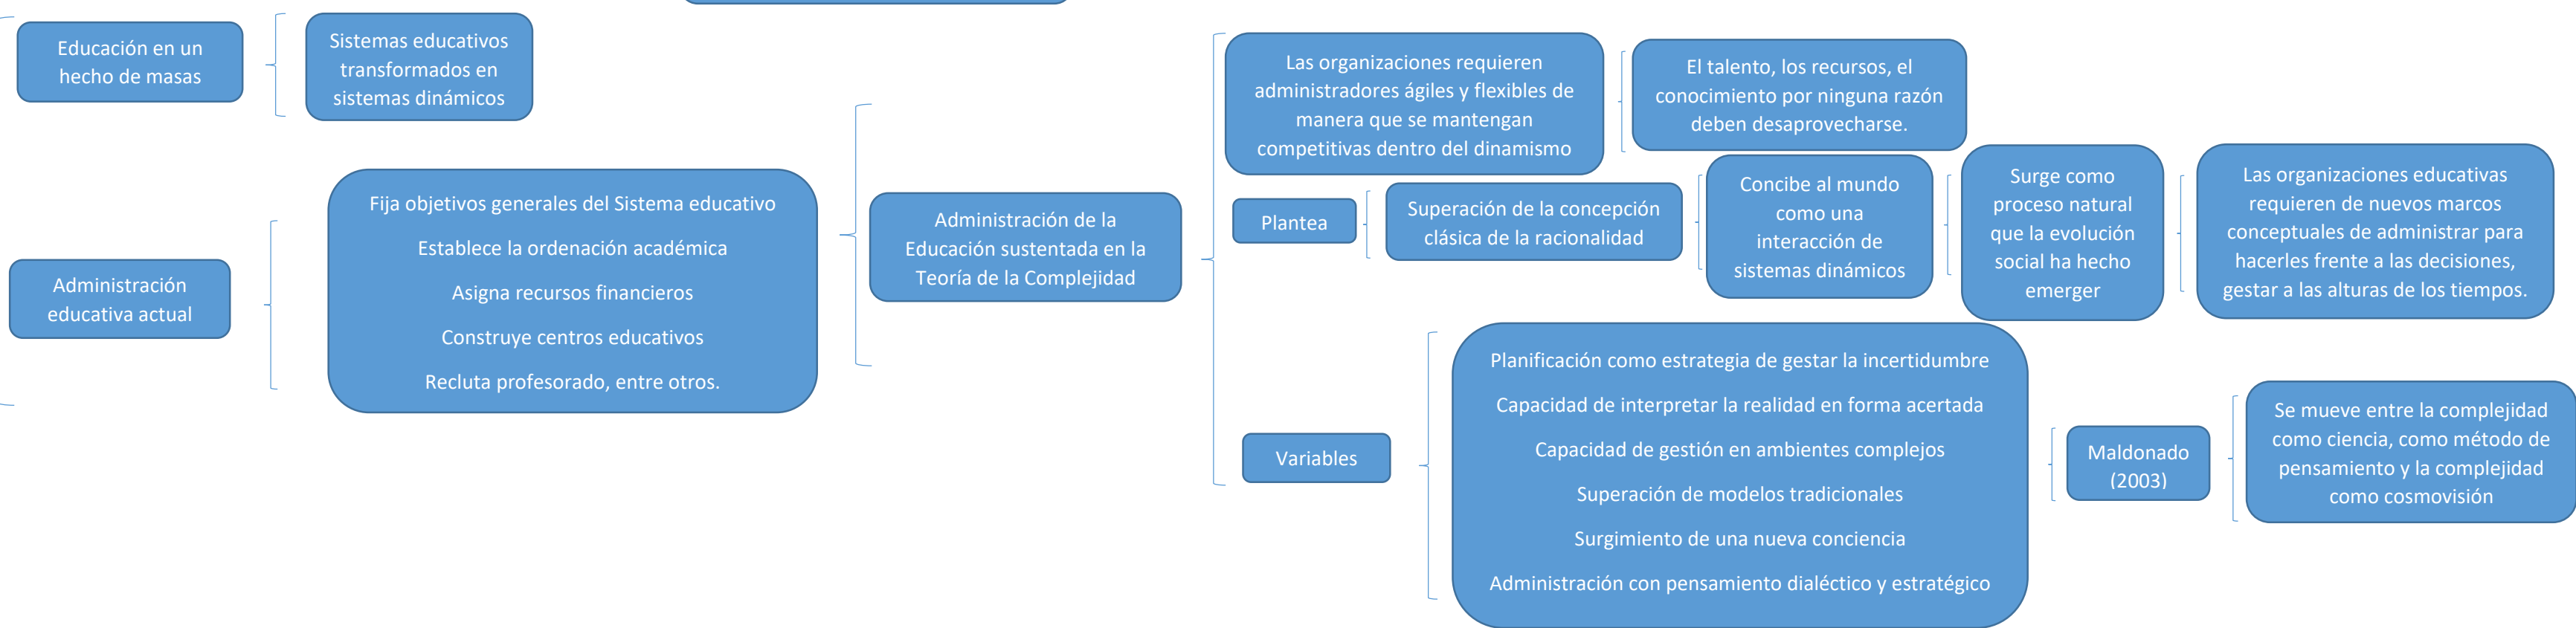 Educación en un
hecho de masas
Sistemas educativos
transformados en
sistemas dinámicos
Administración
educativa actual
Fija objetivos generales del Sistema educativo
Establece la ordenación académica
Asigna recursos financieros
Construye centros educativos
Recluta profesorado, entre otros.
Administración de la
Educación sustentada en la
Teoría de la Complejidad
Las organizaciones requieren
administradores ágiles y flexibles de
manera que se mantengan
competitivas dentro del dinamismo
El talento, los recursos, el
conocimiento por ninguna razón
deben desaprovecharse.
Plantea
Superación de la concepción
clásica de la racionalidad
Concibe al mundo
como una
interacción de
sistemas dinámicos
Surge como
proceso natural
que la evolución
social ha hecho
emerger
Las organizaciones educativas
requieren de nuevos marcos
conceptuales de administrar para
hacerles frente a las decisiones,
gestar a las alturas de los tiempos.
Variables
Planificación como estrategia de gestar la incertidumbre
Capacidad de interpretar la realidad en forma acertada
Capacidad de gestión en ambientes complejos
Superación de modelos tradicionales
Surgimiento de una nueva conciencia
Administración con pensamiento dialéctico y estratégico
Maldonado
(2003)
Se mueve entre la complejidad
como ciencia, como método de
pensamiento y la complejidad
como cosmovisión